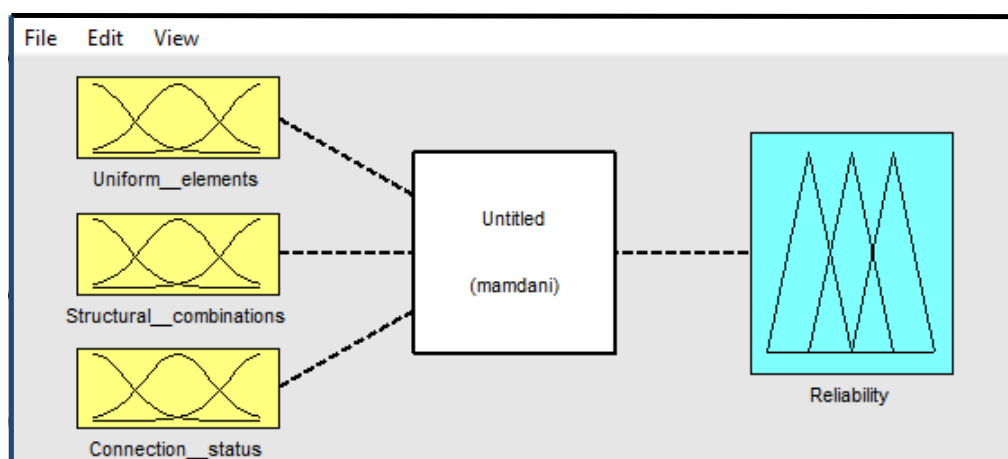 File Edit View
Uniform__elements
Structural__combinations
Connection__status
Untitled
(mamdani)
Reliability